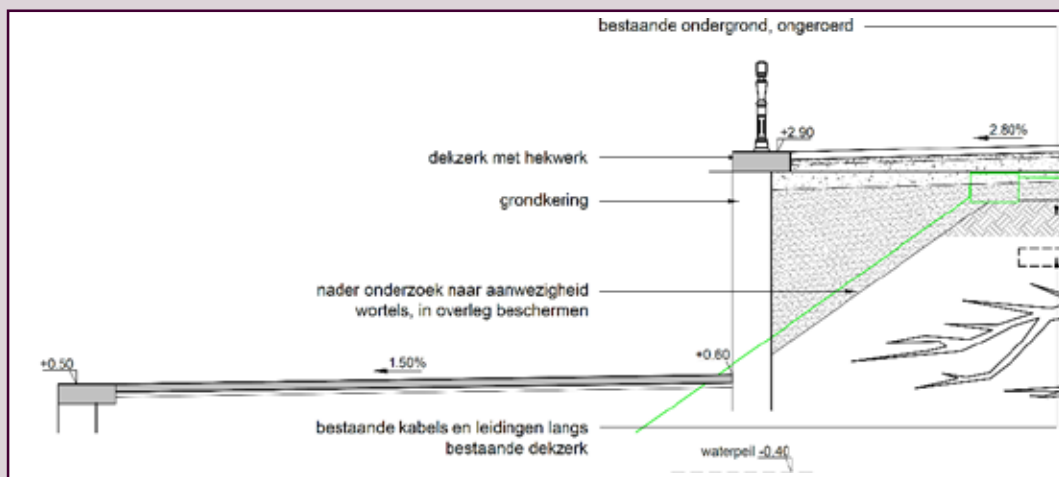 bestaande ondergrond, ongeroerd
+2.90
2.80%
dekzerk met hekwerk
grondkering
nader onderzoek naar aanwezigheid
wortels, in overleg beschermen
+0.50
1.50%
+0.60
bestaande kabels en leidingen langs
bestaande dekzerk
waterpeil -0.40